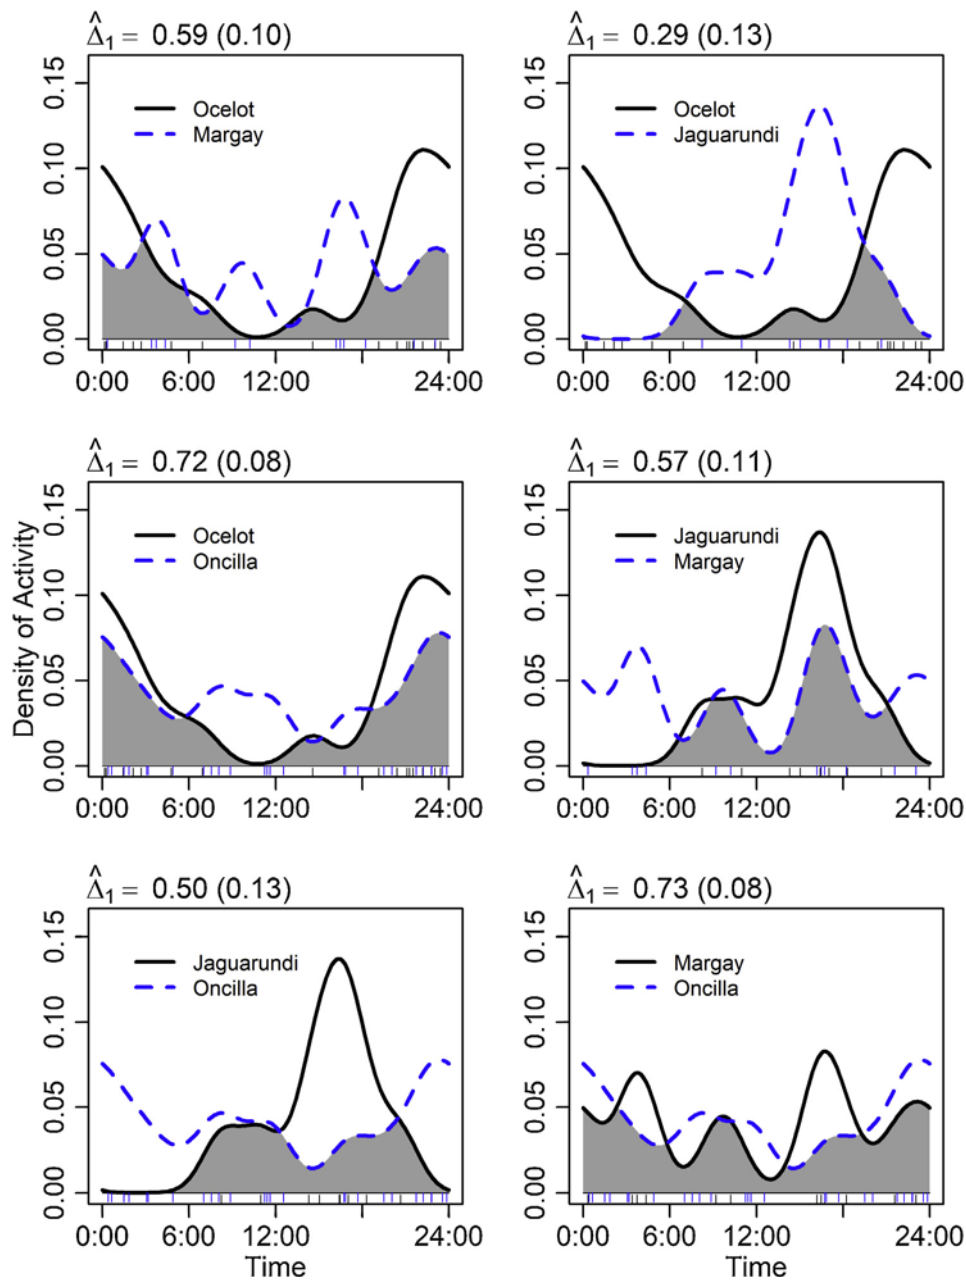 Δ̂₁ = 0.59 (0.10)
Ocelot
Margay
0.15
0.10
0.05
0.00
0:00 6:00 12:00 24:00
Δ̂₁ = 0.29 (0.13)
Ocelot
Jaguarundi
0.15
0.10
0.05
0.00
0:00 6:00 12:00 24:00
Δ̂₁ = 0.72 (0.08)
Ocelot
Oncilla
0.15
0.10
0.05
0.00
0:00 6:00 12:00 24:00
Density of Activity
Δ̂₁ = 0.57 (0.11)
Jaguarundi
Margay
0.15
0.10
0.05
0.00
0:00 6:00 12:00 24:00
Δ̂₁ = 0.50 (0.13)
Jaguarundi
Oncilla
0.15
0.10
0.05
0.00
0:00 6:00 12:00 24:00
Time
Δ̂₁ = 0.73 (0.08)
Margay
Oncilla
0.15
0.10
0.05
0.00
0:00 6:00 12:00 24:00
Time